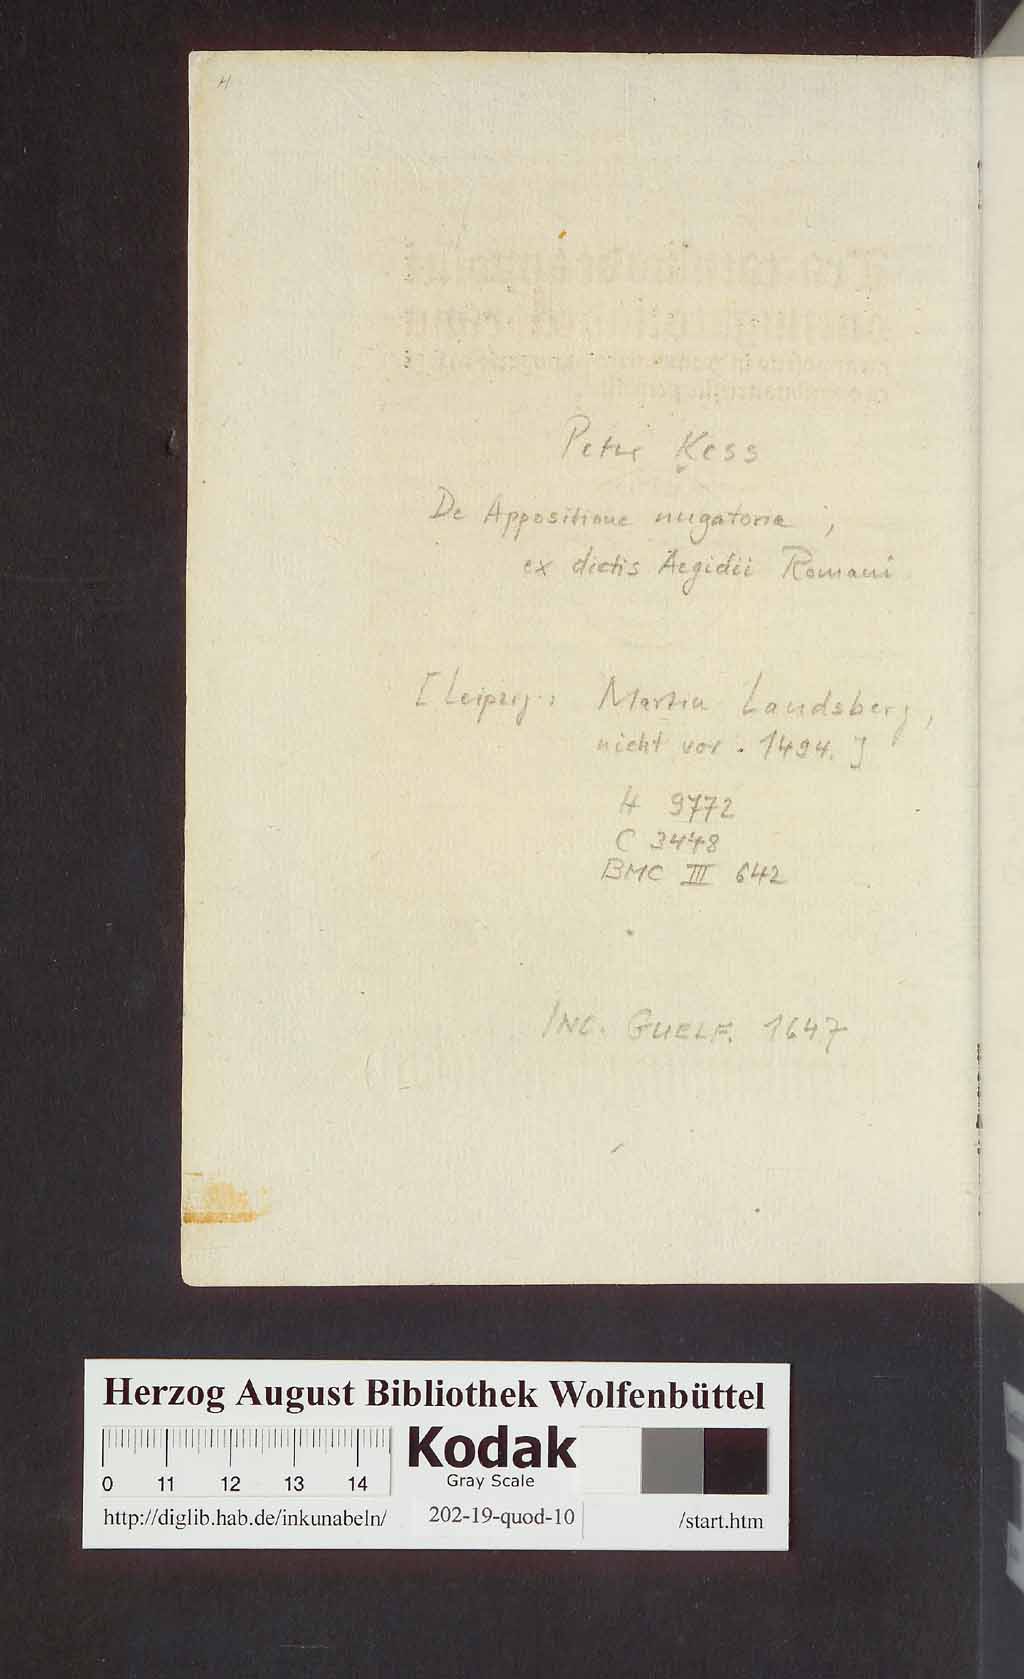 Petrus Kess
De Appositione nugatoria,
ex dictis Aegidii Romani
[Leipzig: Martin Landsberg,
nicht vor. 1494.]
H 9772
C 3448
BMC III 642
INC. GUELF. 1647
Herzog August Bibliothek Wolfenbüttel
0 11 12 13 14
Kodak
Gray Scale
http://diglib.hab.de/inkunabeln/ 202-19-quod-10 /start.htm